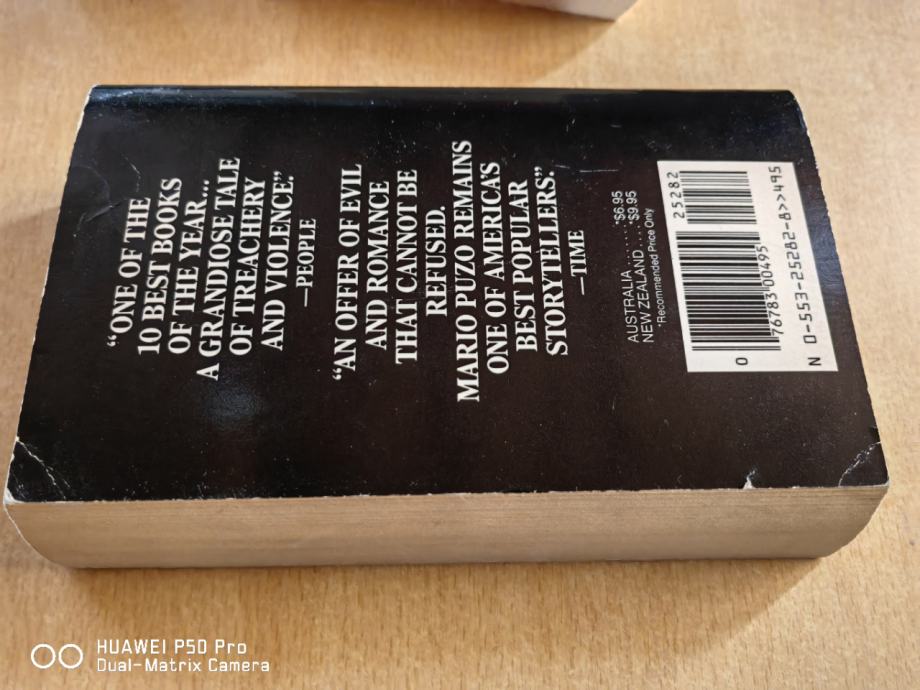 “ONE OF THE
10 BEST BOOKS
OF THE YEAR...
A GRANDIOSE TALE
OF TREACHERY
AND VIOLENCE.”
—PEOPLE
“AN OFFER OF EVIL
AND ROMANCE
THAT CANNOT BE
REFUSED.
MARIO PUZO REMAINS
ONE OF AMERICA'S
BEST POPULAR
STORYTELLERS.”
—TIME
AUSTRALIA.......*$6.95
NEW ZEALAND....*$9.95
*Recommended Price Only
25282
0 76783 00495
N 0-553-25282-8>>495
HUAWEI P50 Pro
Dual-Matrix Camera